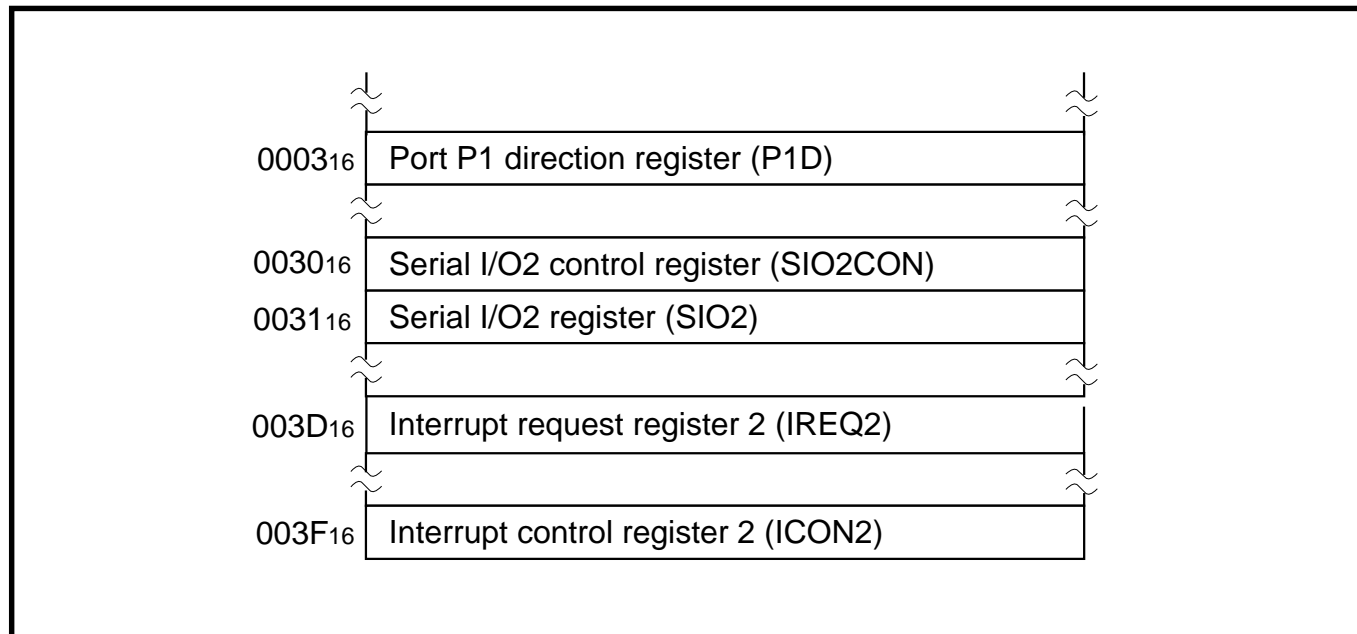 000316 Port P1 direction register (P1D)
003016 Serial I/O2 control register (SIO2CON)
003116 Serial I/O2 register (SIO2)
003D16 Interrupt request register 2 (IREQ2)
003F16 Interrupt control register 2 (ICON2)